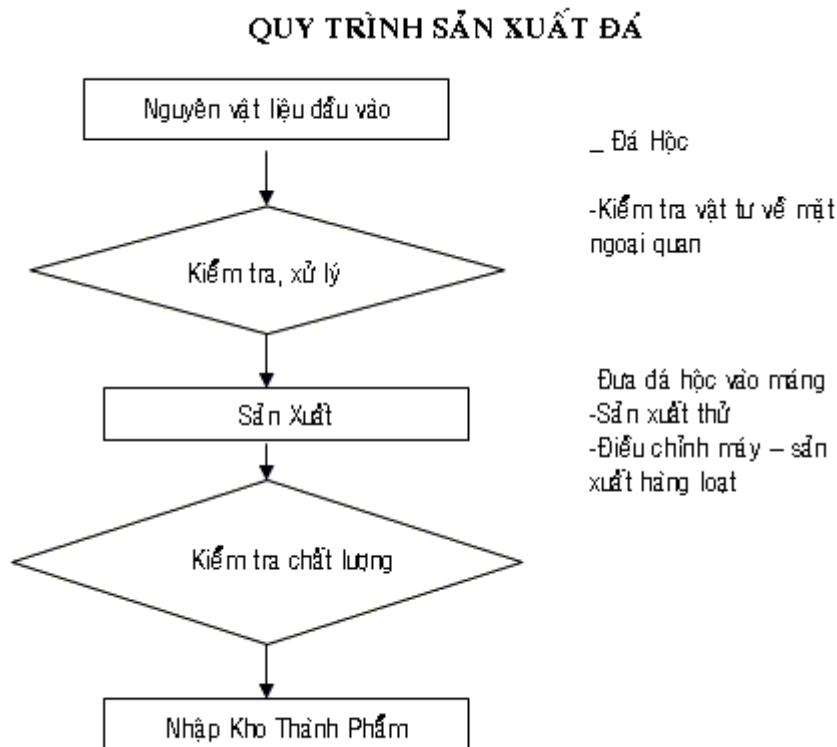 QUY TRÌNH SẢN XUẤT ĐÁ
Nguyên vật liệu đầu vào
_ Đá Hộc
-Kiểm tra vật tư về mặt
ngoại quan
Kiểm tra, xử lý
Đưa đá hộc vào máng
-Sản xuất thử
-Điều chỉnh máy – sản
xuất hàng loạt
Sản Xuất
Kiểm tra chất lượng
Nhập Kho Thành Phẩm